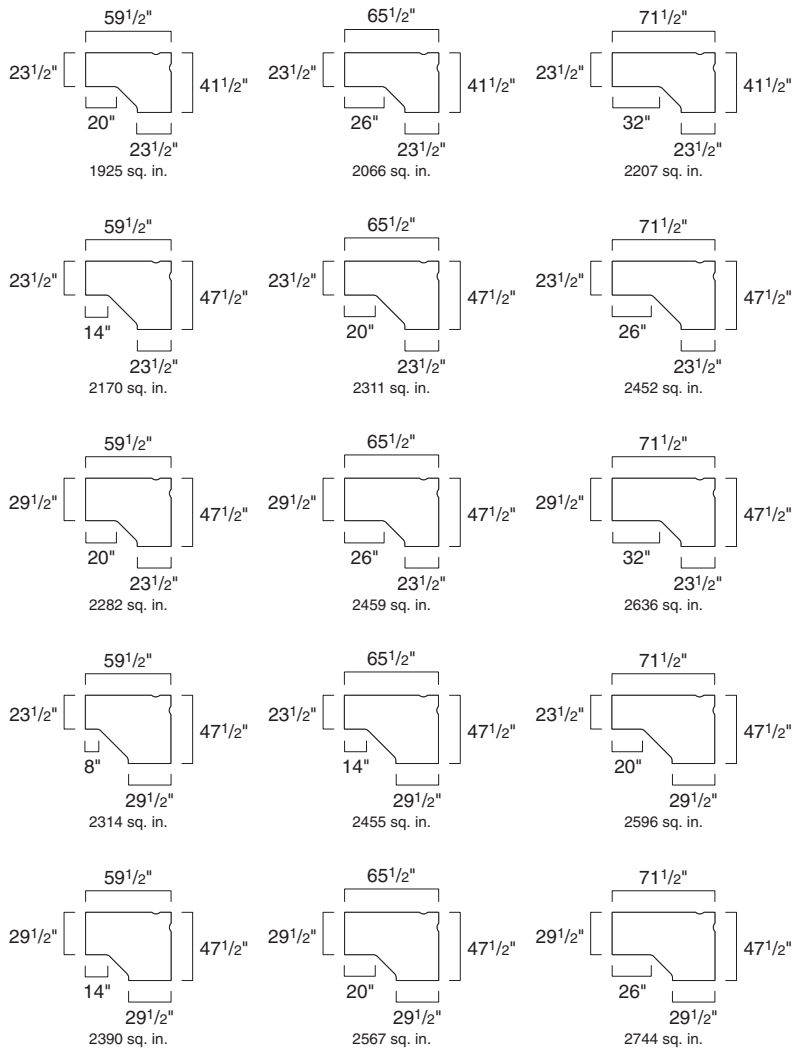 59 1/2" 65 1/2" 71 1/2"
23 1/2" 41 1/2" 23 1/2" 41 1/2" 23 1/2" 41 1/2"
20" 26" 32"
23 1/2" 23 1/2" 23 1/2"
1925 sq. in. 2066 sq. in. 2207 sq. in.
59 1/2" 65 1/2" 71 1/2"
23 1/2" 47 1/2" 23 1/2" 47 1/2" 23 1/2" 47 1/2"
14" 20" 26"
23 1/2" 23 1/2" 23 1/2"
2170 sq. in. 2311 sq. in. 2452 sq. in.
59 1/2" 65 1/2" 71 1/2"
29 1/2" 47 1/2" 29 1/2" 47 1/2" 29 1/2" 47 1/2"
20" 26" 32"
23 1/2" 23 1/2" 23 1/2"
2282 sq. in. 2459 sq. in. 2636 sq. in.
59 1/2" 65 1/2" 71 1/2"
23 1/2" 47 1/2" 23 1/2" 47 1/2" 23 1/2" 47 1/2"
8" 14" 20"
29 1/2" 29 1/2" 29 1/2"
2314 sq. in. 2455 sq. in. 2596 sq. in.
59 1/2" 65 1/2" 71 1/2"
29 1/2" 47 1/2" 29 1/2" 47 1/2" 29 1/2" 47 1/2"
14" 20" 26"
29 1/2" 29 1/2" 29 1/2"
2390 sq. in. 2567 sq. in. 2744 sq. in.